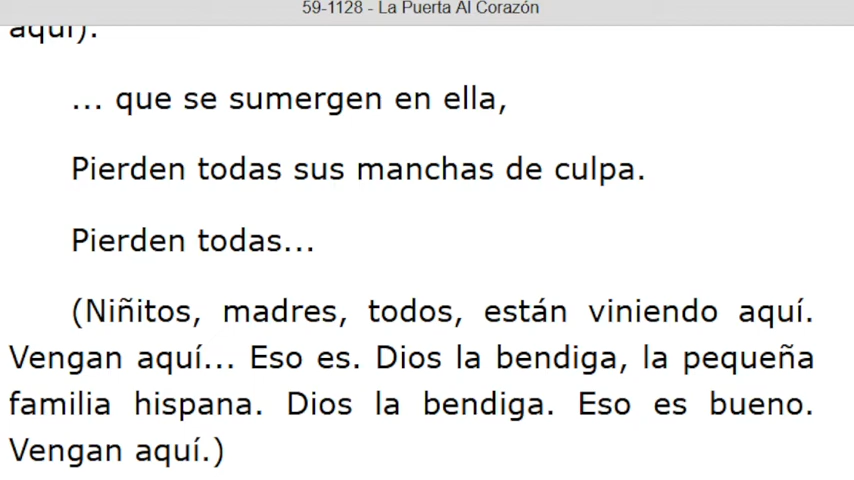 59-1128 - La Puerta Al Corazón
aquí).
... que se sumergen en ella,
Pierden todas sus manchas de culpa.
Pierden todas...
(Niñitos, madres, todos, están viniendo aquí.
Vengan aquí... Eso es. Dios la bendiga, la pequeña
familia hispana. Dios la bendiga. Eso es bueno.
Vengan aquí.)